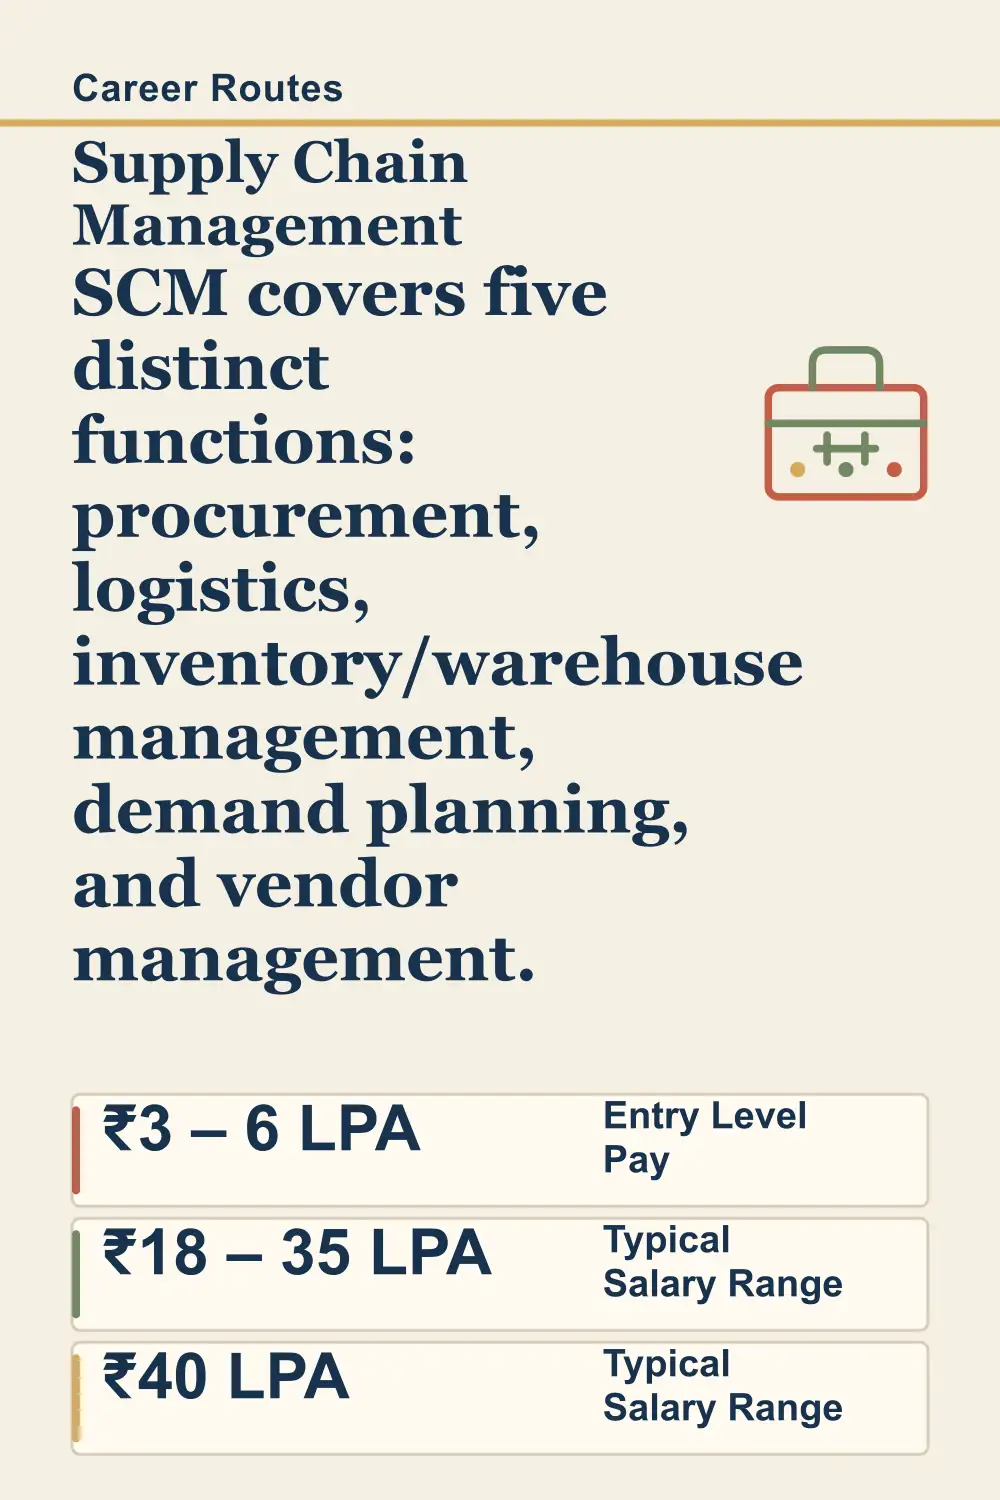 Career Routes
Supply Chain
Management
SCM covers five
distinct
functions:
procurement,
logistics,
inventory/warehouse
management,
demand planning,
and vendor
management.
₹3 – 6 LPA
Entry Level
Pay
₹18 – 35 LPA
Typical
Salary Range
₹40 LPA
Typical
Salary Range